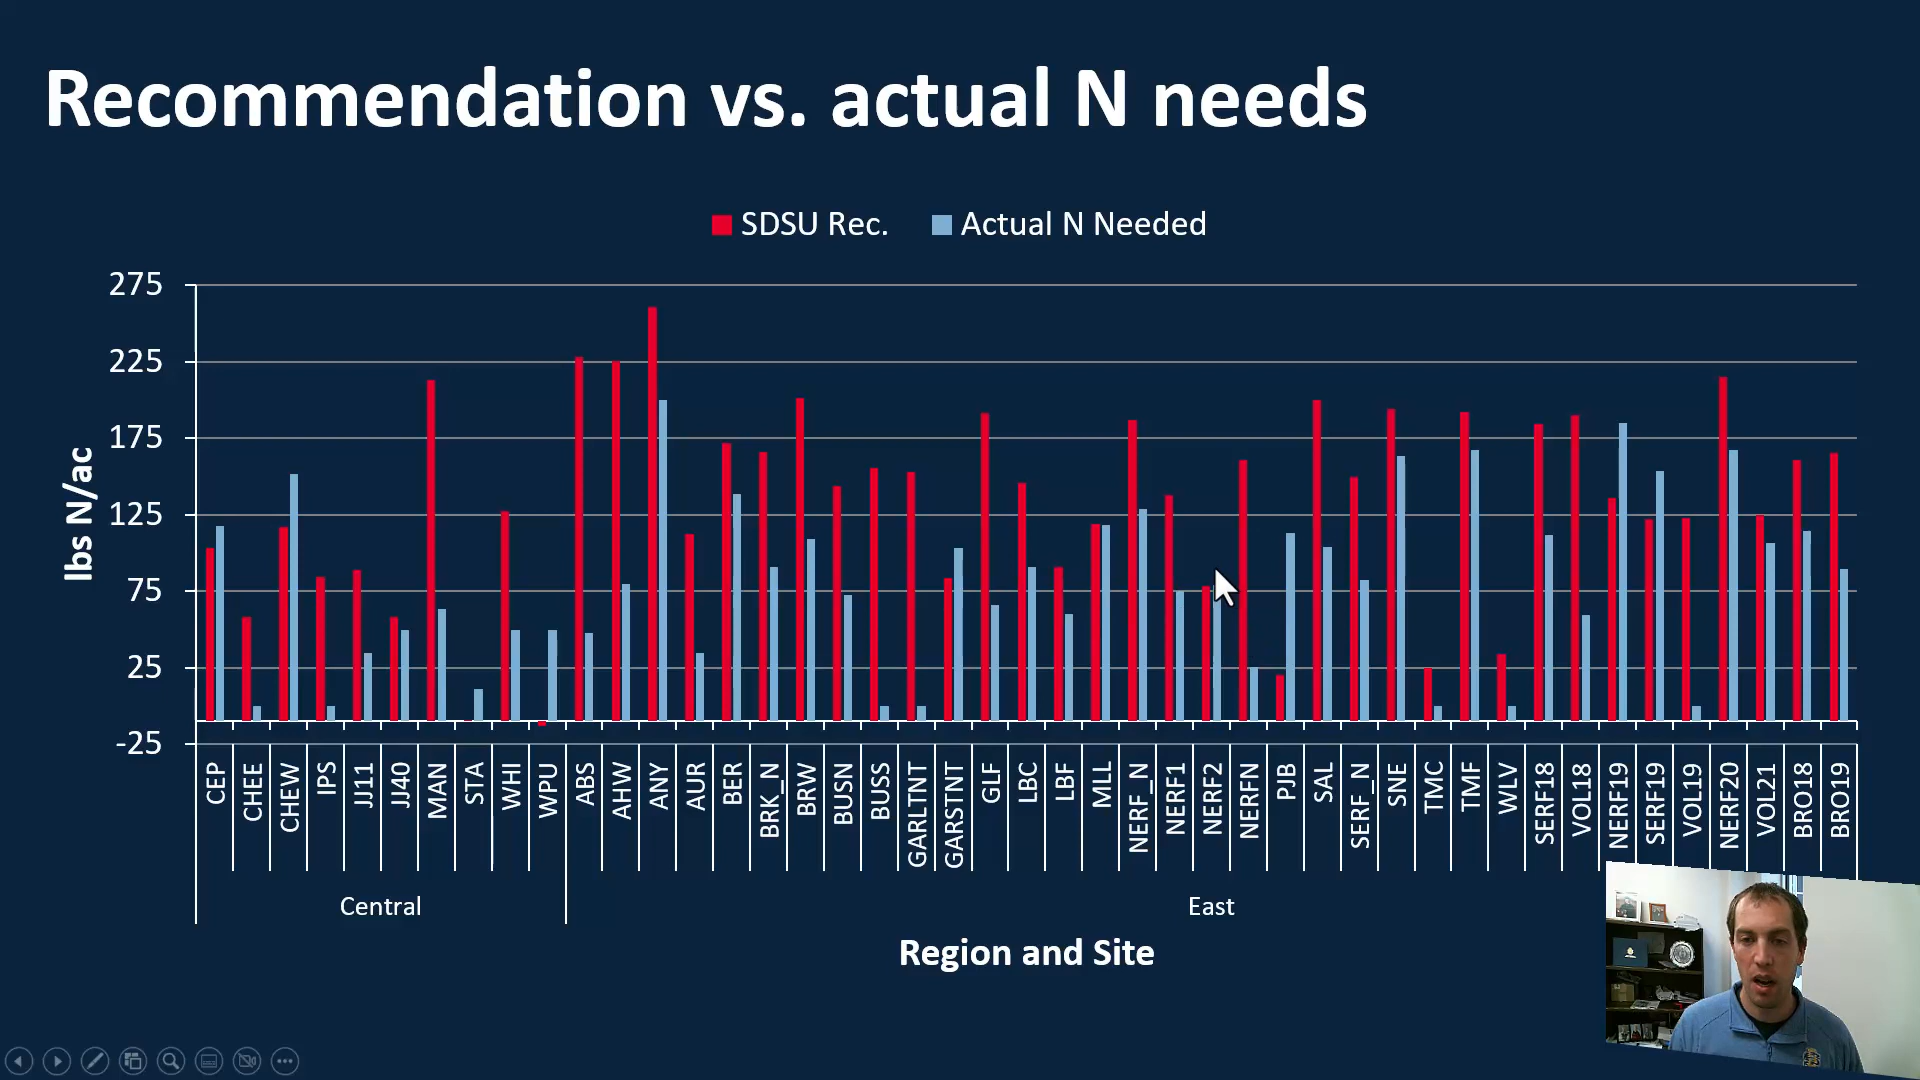 Recommendation vs. actual N needs
SDSU Rec.
Actual N Needed
275
225
175
125
75
25
-25
lbs N/ac
CEP
CHEE
CHEW
IPS
JJ11
JJ40
MAN
STA
WHI
WPU
ABS
AHW
ANY
AUR
BER
BRK_N
BRW
BUSN
BUSS
GARLTNT
GARSTNT
GLF
LBC
LBF
MLL
NERF_N
NERF1
NERF2
NERFN
PJB
SAL
SERF_N
SNE
TMC
TMF
WLV
SERF18
VOL18
NERF19
SERF19
VOL19
NERF20
VOL21
BRO18
BRO19
Central
East
Region and Site